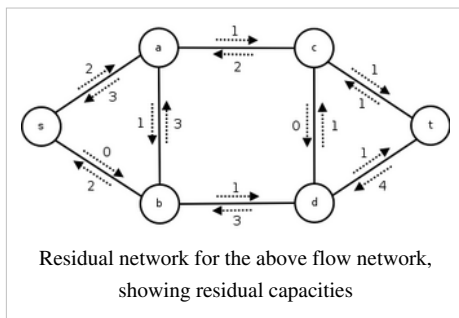 1
a
c
2
2
1
3
1
s
1
3
0
1
t
0
1
2
1
4
b
d
3
Residual network for the above flow network,
showing residual capacities